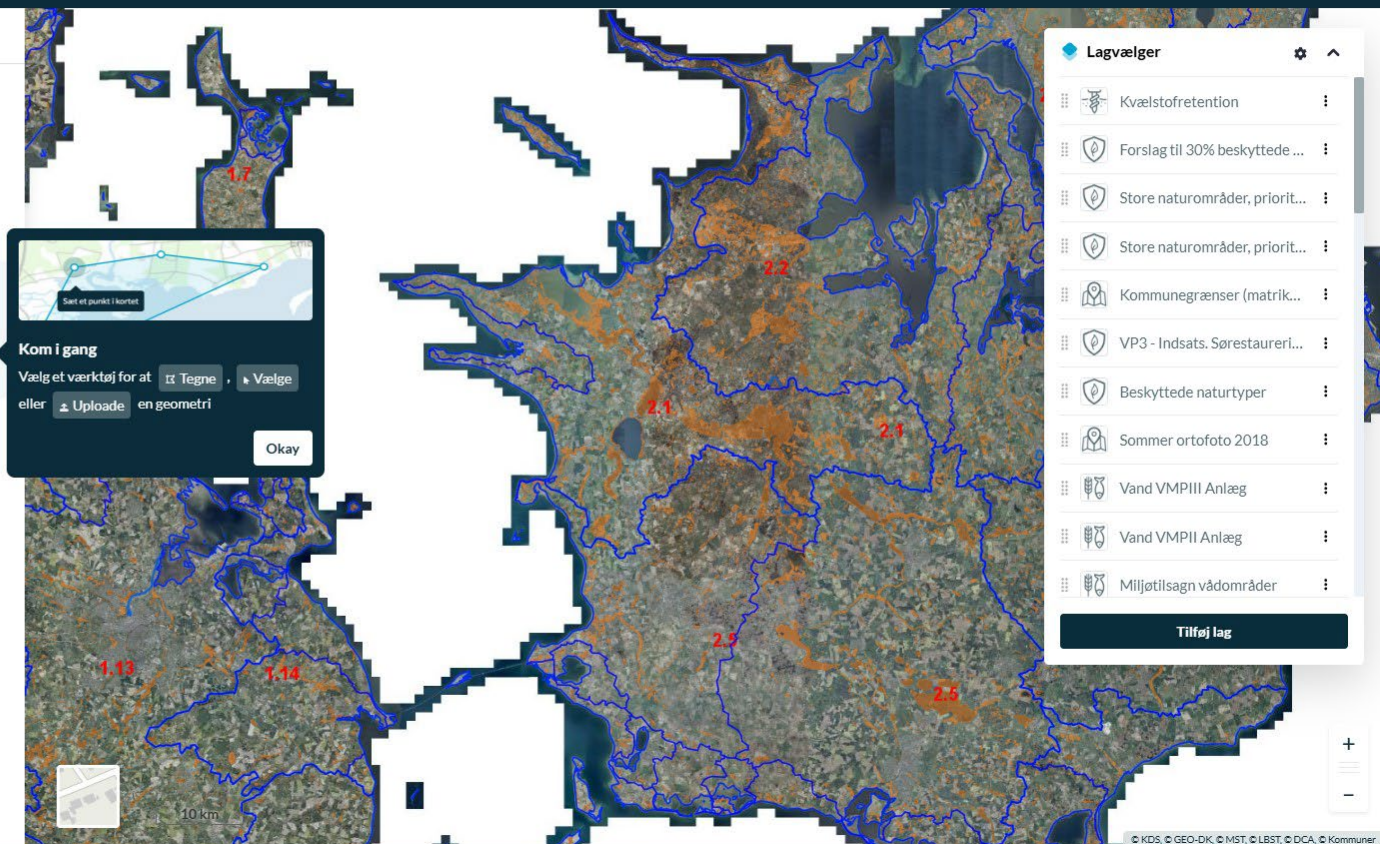 Lagvælger
Kvælstofretention
Forslag til 30% beskyttede ...
Store naturområder, priorit...
Store naturområder, priorit...
Kommunegrænser (matrik...
VP3 - Indsats. Sørestaureri...
Beskyttede naturtyper
Sommer ortofoto 2018
Vand VMPIII Anlæg
Vand VMPII Anlæg
Miljøtilsagn vådområder
Tilføj lag
1.7
Sæt et punkt i kortet
Kom i gang
Vælg et værktøj for at Tegne , Vælge
eller Uploade en geometri
Okay
2.2
2.1
2.1
2.5
2.5
1.13
1.14
10 km
+
−
© KDS, © GEO-DK, © MST, © LBST, © DCA, © Kommuner